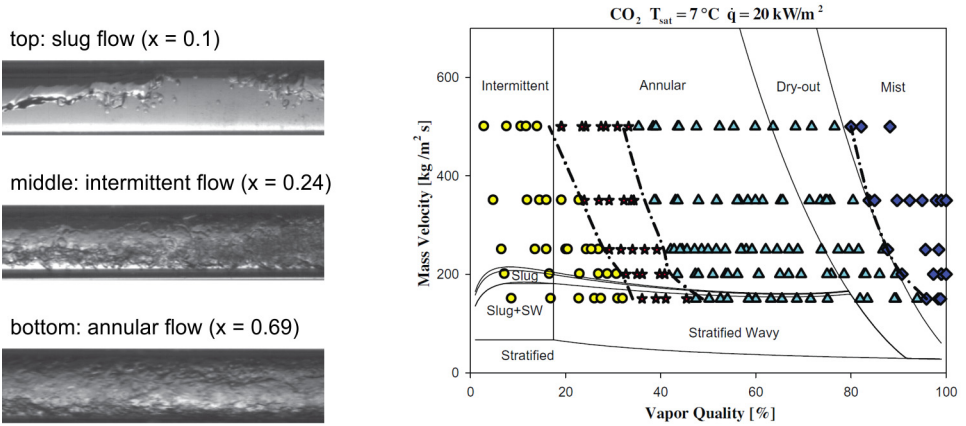 top: slug flow (x = 0.1)
middle: intermittent flow (x = 0.24)
bottom: annular flow (x = 0.69)
CO₂ T_sat = 7 °C q̇ = 20 kW/m²
Mass Velocity [kg /m² s]
600
400
200
0
Intermittent
Annular
Dry-out
Mist
Slug
Slug+SW
Stratified Wavy
Stratified
0 20 40 60 80 100
Vapor Quality [%]